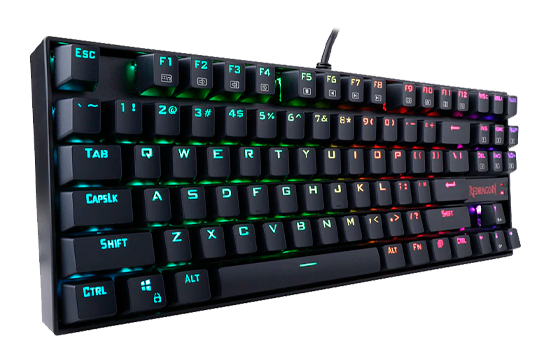 Esc F1 F2 F3 F4 F5 F6 F7 F8 F9 F10 F11 F12
` ~ 1! 2@ 3# 4$ 5% 6^ 7& 8* 9( 0)
TAB Q W E R T Y U I O P [{ ]} \|
CAPSLK A S D F G H J K L REDRAGON
SHIFT Z X C V B N M SHIFT
CTRL ALT ALT FN CTRL